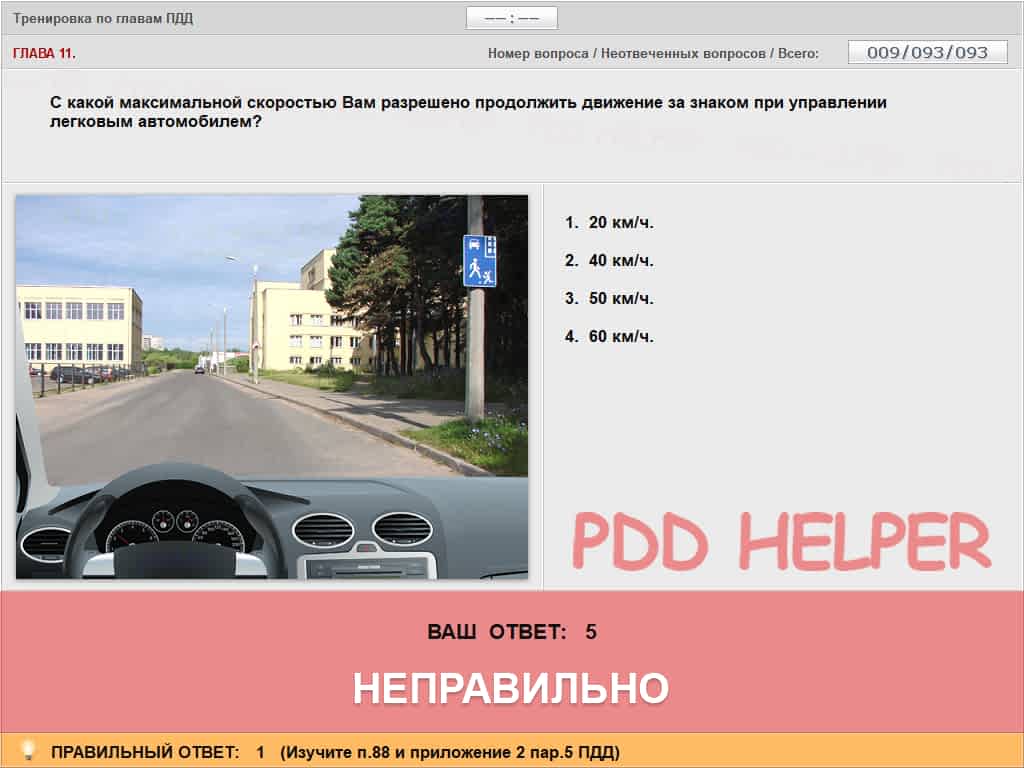 Тренировка по главам ПДД
—— : ——
ГЛАВА 11.
Номер вопроса / Неотвеченных вопросов / Всего:
009/093/093
С какой максимальной скоростью Вам разрешено продолжить движение за знаком при управлении
легковым автомобилем?
1. 20 км/ч.
2. 40 км/ч.
3. 50 км/ч.
4. 60 км/ч.
PDD HELPER
ВАШ ОТВЕТ: 5
НЕПРАВИЛЬНО
ПРАВИЛЬНЫЙ ОТВЕТ: 1 (Изучите п.88 и приложение 2 пар.5 ПДД)